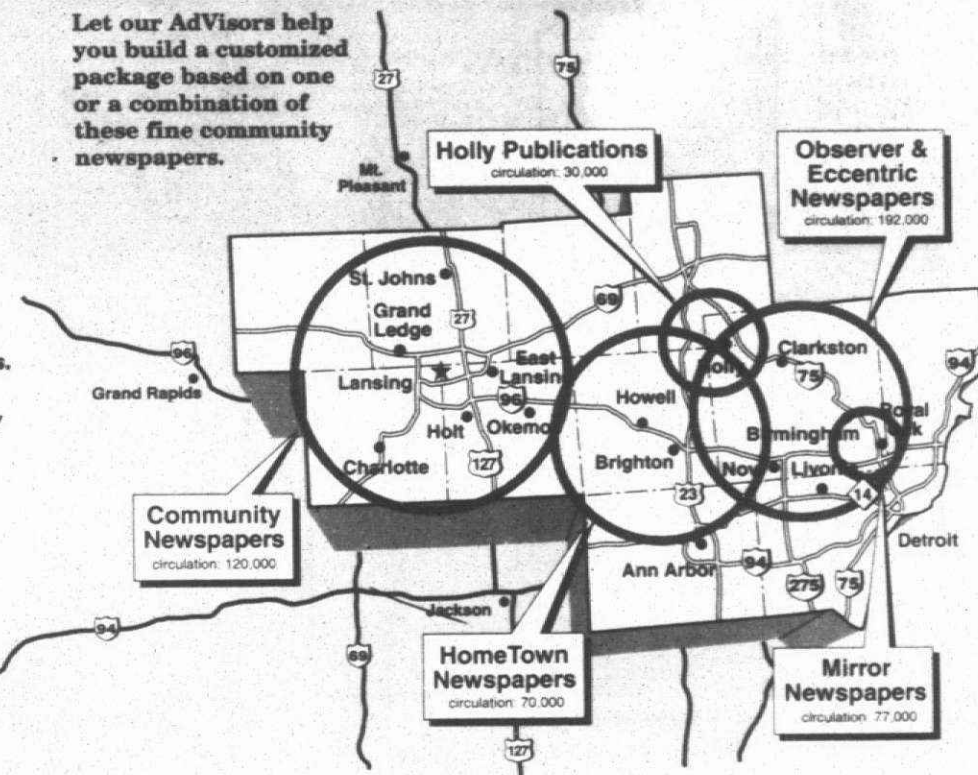 Let our AdVisors help
you build a customized
package based on one
or a combination of
these fine community
newspapers.
27
75
Mt.
Pleasant
Holly Publications
circulation: 30,000
Observer &
Eccentric
Newspapers
circulation: 192,000
St. Johns
Grand
Ledge
27
69
96
s.
Grand Rapids
Lansing
East
Lansing
96
Holt
Okemo
Charlotte
127
Howell
Brighton
23
Holly
Clarkston
75
94
Royal
Oak
Birmingham
Novi
Livonia
14
Detroit
Ann Arbor
94
275
75
Community
Newspapers
circulation: 120,000
94
Jackson
69
HomeTown
Newspapers
circulation: 70,000
127
Mirror
Newspapers
circulation 77,000